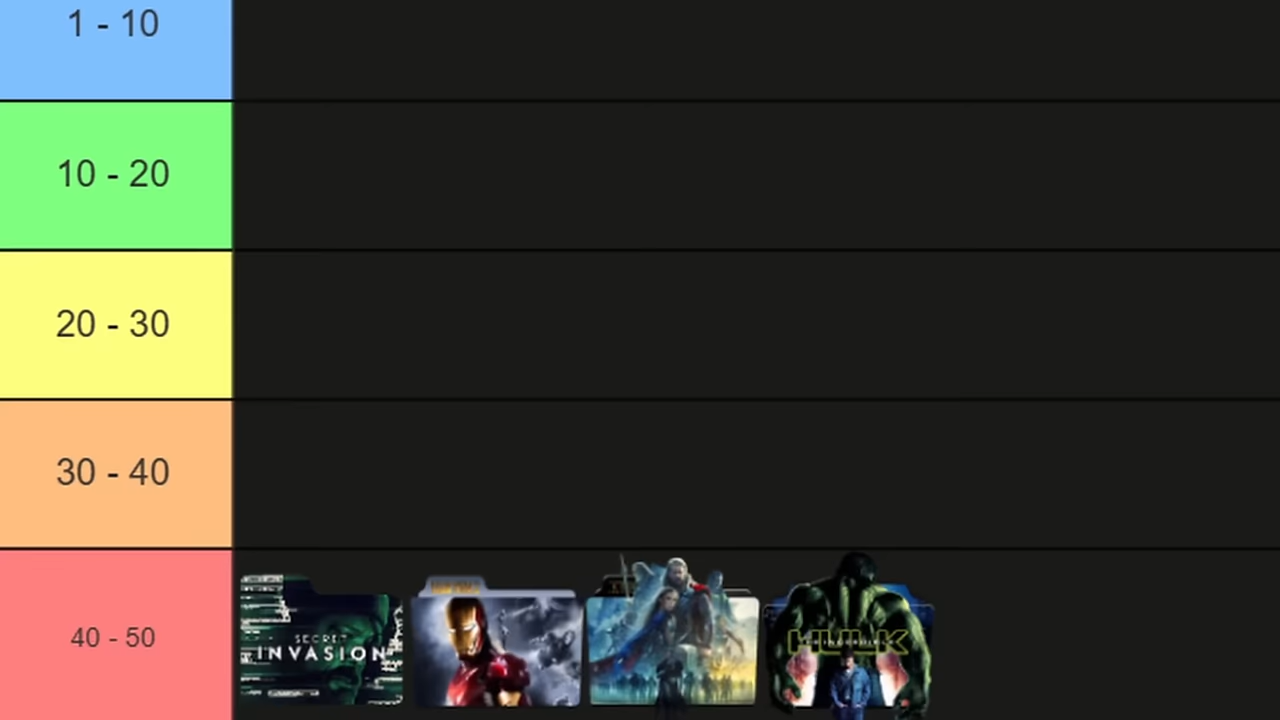 1 - 10
10 - 20
20 - 30
30 - 40
40 - 50
SECRET
INVASION
HULK